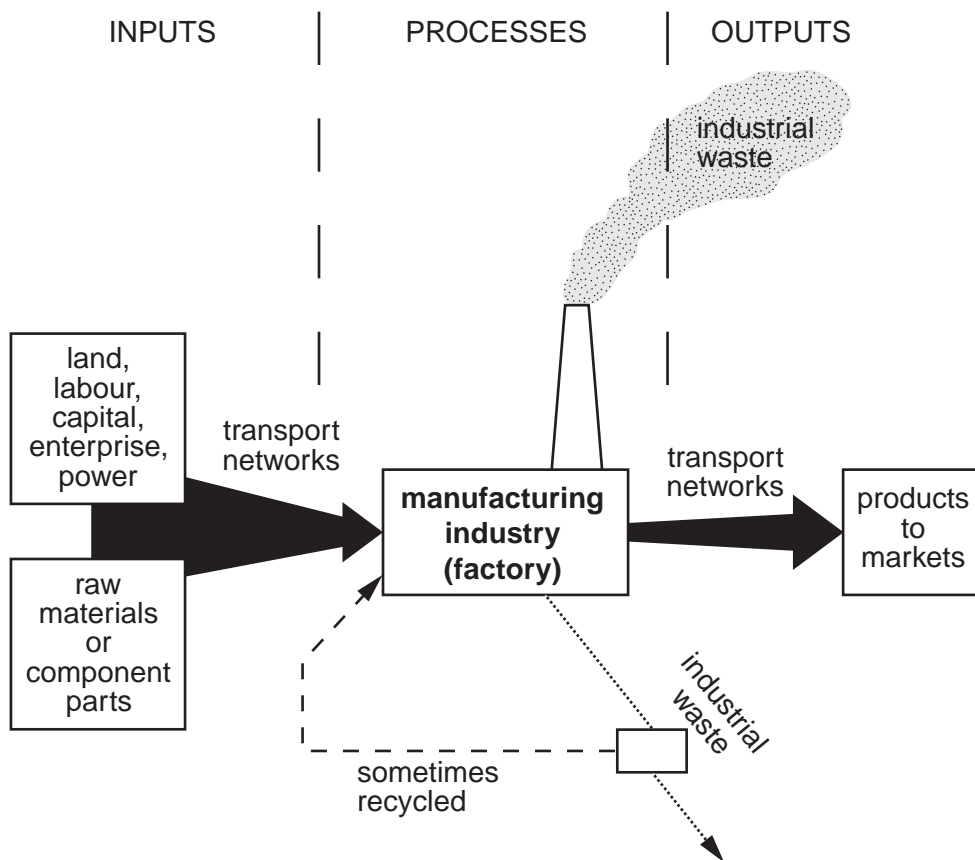 INPUTS
PROCESSES
OUTPUTS
industrial
waste
land,
labour,
capital,
enterprise,
power
transport
networks
manufacturing
industry
(factory)
transport
networks
products
to
markets
raw
materials
or
component
parts
industrial
waste
sometimes
recycled